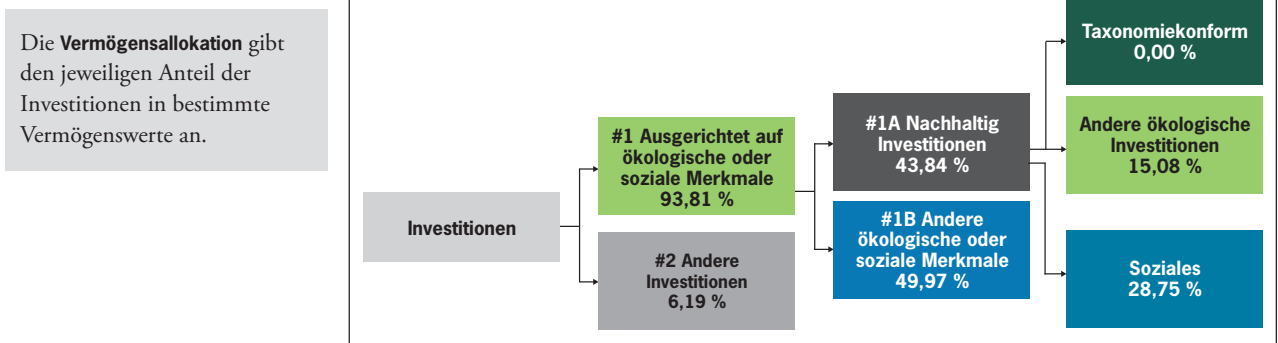 Die Vermögensallokation gibt
den jeweiligen Anteil der
Investitionen in bestimmte
Vermögenswerte an.
Investitionen
#1 Ausgerichtet auf
ökologische oder
soziale Merkmale
93,81 %
#2 Andere
Investitionen
6,19 %
#1A Nachhaltig
Investitionen
43,84 %
#1B Andere
ökologische oder
soziale Merkmale
49,97 %
Taxonomiekonform
0,00 %
Andere ökologische
Investitionen
15,08 %
Soziales
28,75 %